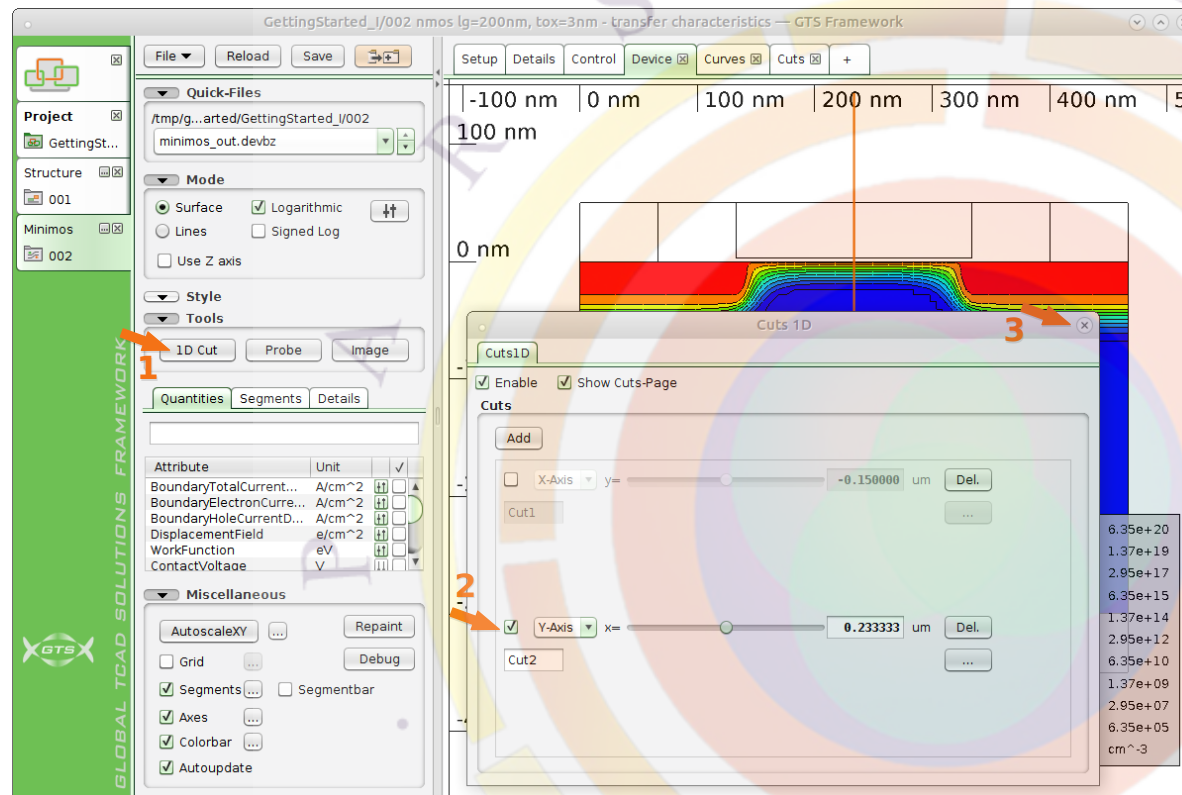 GettingStarted_I/002 nmos lg=200nm, tox=3nm - transfer characteristics — GTS Framework
Project
GettingSt...
Structure
001
Minimos
002
GLOBAL TCAD SOLUTIONS FRAMEWORK
GTS
File Reload Save
Quick-Files
/tmp/g...arted/GettingStarted_I/002
minimos_out.devbz
Mode
Surface Logarithmic
Lines Signed Log
Use Z axis
Style
Tools
1D Cut Probe Image
1
Quantities Segments Details
Attribute Unit ✓
BoundaryTotalCurrent... A/cm^2
BoundaryElectronCurre... A/cm^2
BoundaryHoleCurrentD... A/cm^2
DisplacementField e/cm^2
WorkFunction eV
ContactVoltage V
Miscellaneous
AutoscaleXY ... Repaint
Grid ... Debug
Segments ... Segmentbar
Axes ...
Colorbar ...
Autoupdate
Setup Details Control Device Curves Cuts +
-100 nm 0 nm 100 nm 200 nm 300 nm 400 nm
100 nm
0 nm
Cuts 1D
3
Cuts1D
Enable Show Cuts-Page
Cuts
Add
X-Axis y= -0.150000 um Del.
Cut1 ...
2
Y-Axis x= 0.233333 um Del.
Cut2 ...
6.35e+20
1.37e+19
2.95e+17
6.35e+15
1.37e+14
2.95e+12
6.35e+10
1.37e+09
2.95e+07
6.35e+05
cm^-3